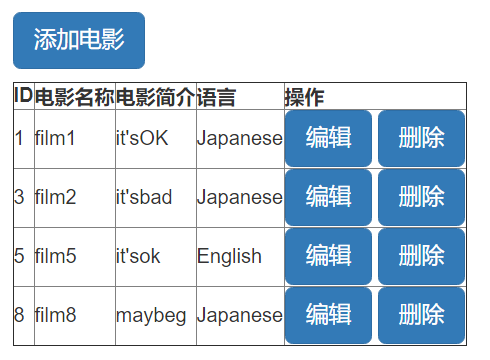 添加电影
ID 电影名称 电影简介 语言 操作
1 film1 it'sOK Japanese 编辑 删除
3 film2 it'sbad Japanese 编辑 删除
5 film5 it'sok English 编辑 删除
8 film8 maybeg Japanese 编辑 删除